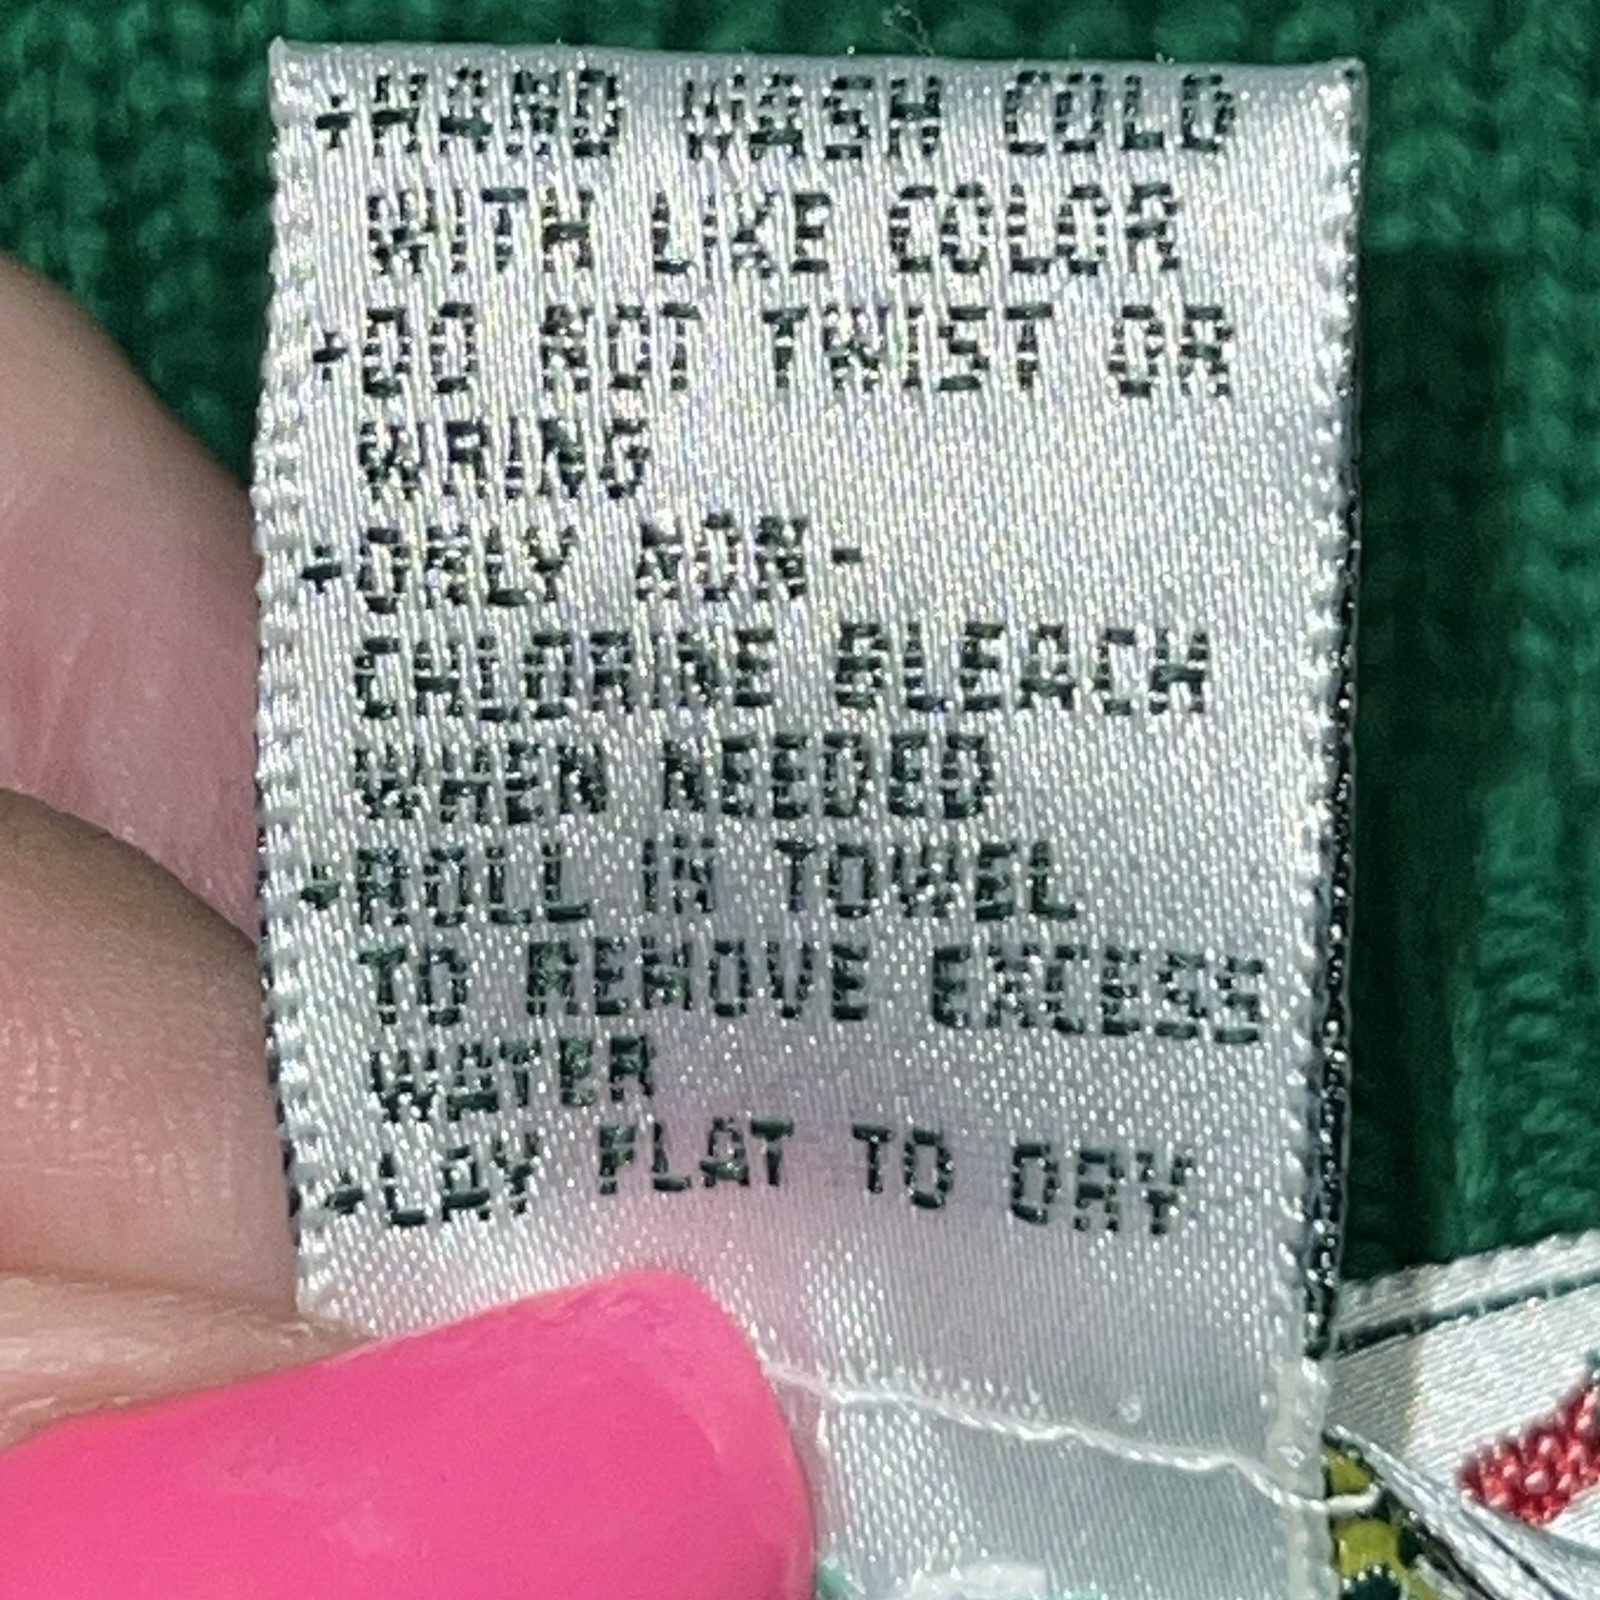 +HAND WASH COLD
WITH LIKE COLOR
+DO NOT TWIST OR
WRING
+ONLY NON-
CHLORINE BLEACH
WHEN NEEDED
+ROLL IN TOWEL
TO REMOVE EXCESS
WATER
+LAY FLAT TO DRY